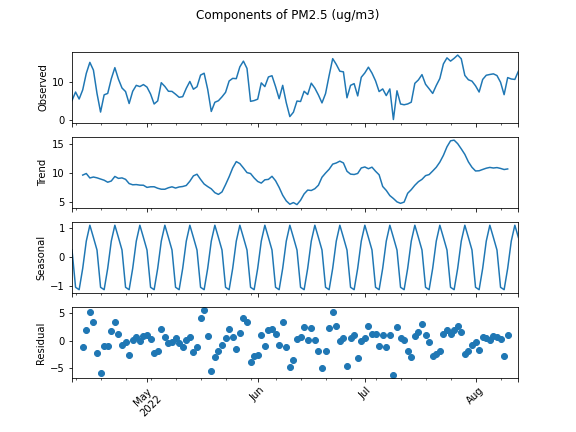 Components of PM2.5 (ug/m3)
Observed
10
0
Trend
15
10
5
Seasonal
1
0
−1
Residual
5
0
−5
May
2022
Jun
Jul
Aug